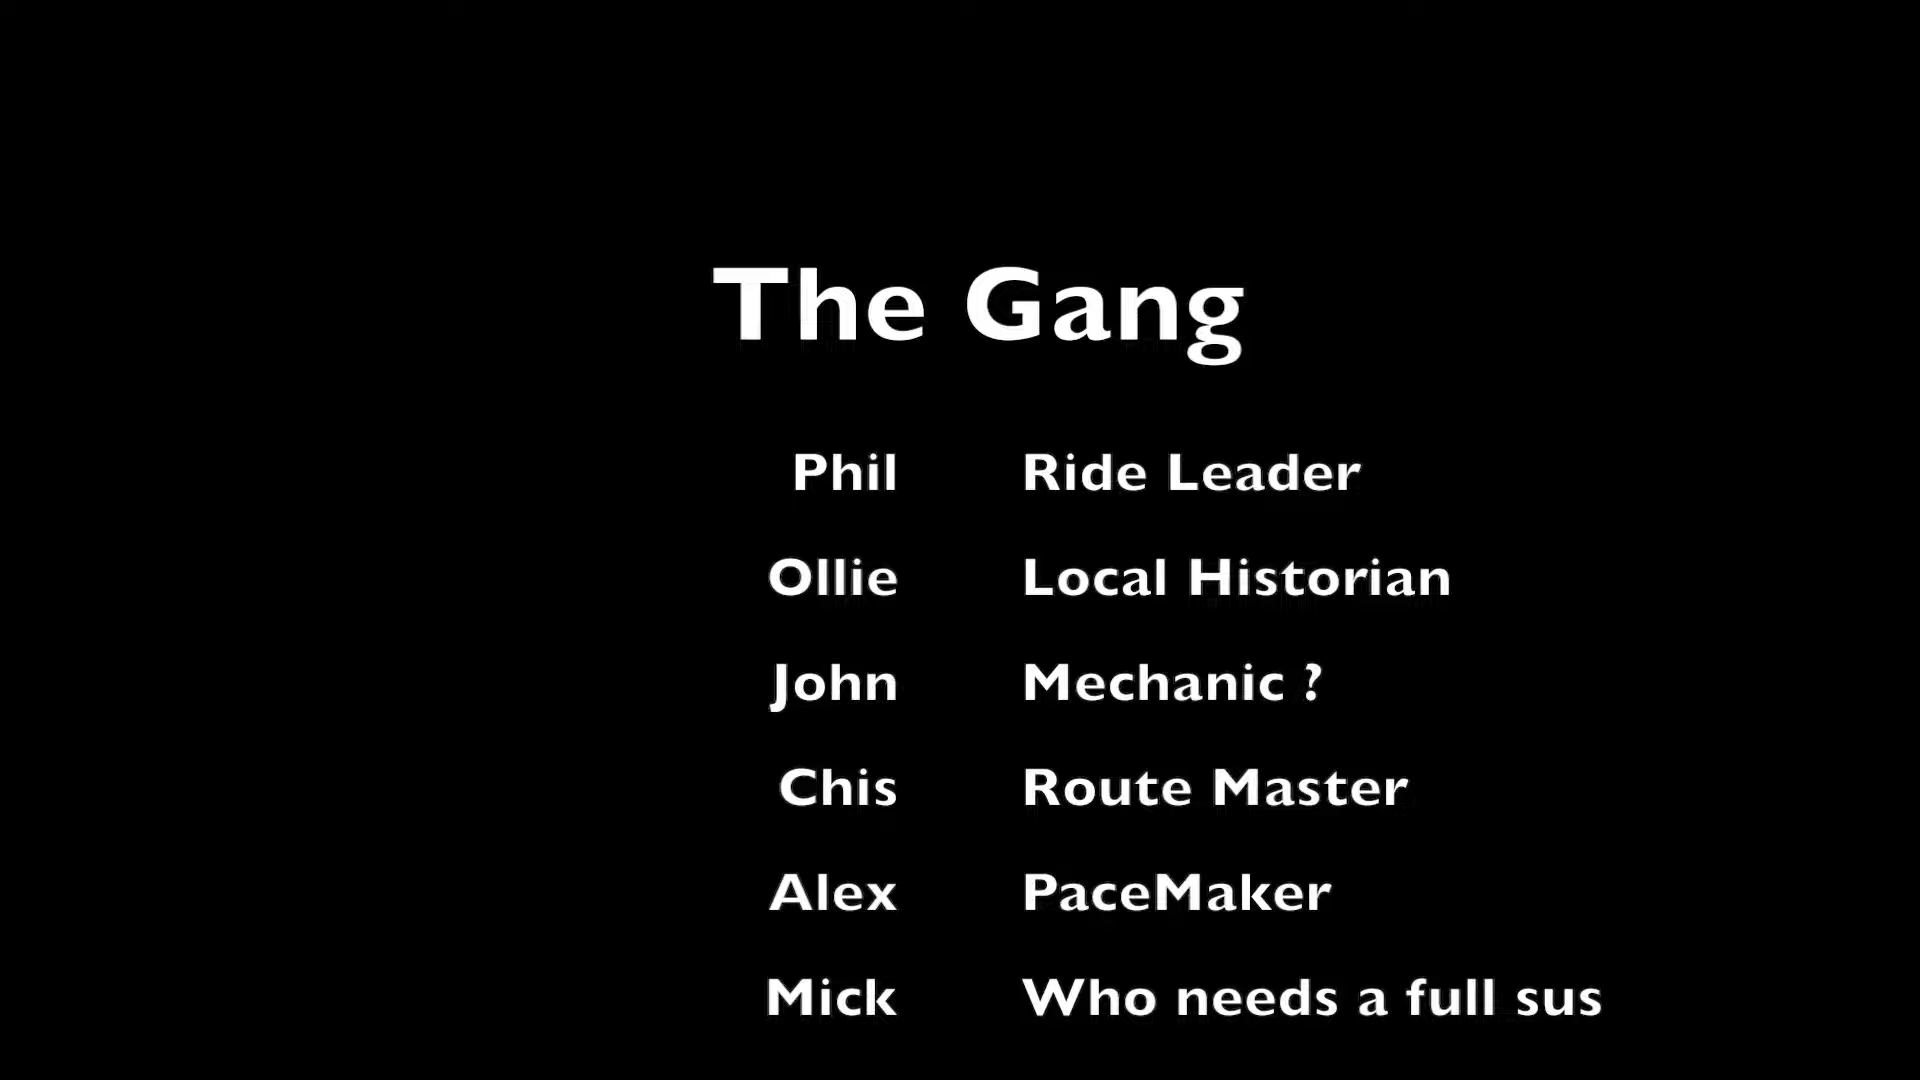 The Gang
Phil Ride Leader
Ollie Local Historian
John Mechanic ?
Chis Route Master
Alex PaceMaker
Mick Who needs a full sus